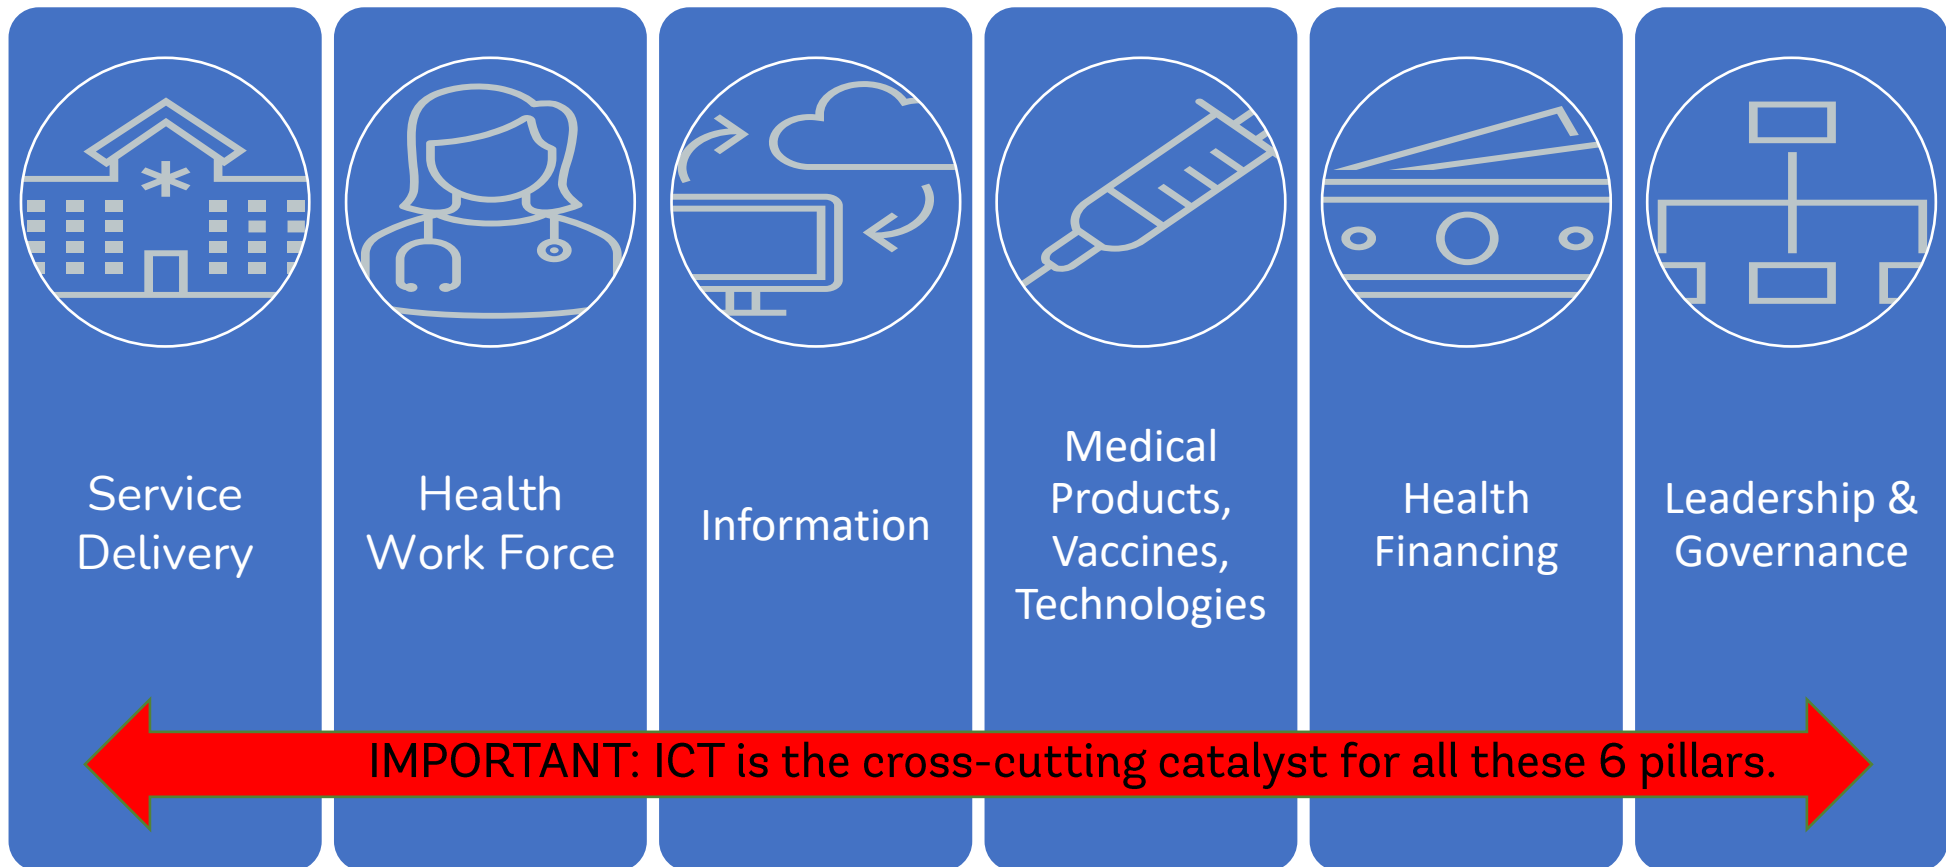 Service
Delivery
Health
Work Force
Information
Medical
Products,
Vaccines,
Technologies
Health
Financing
Leadership &
Governance
IMPORTANT: ICT is the cross-cutting catalyst for all these 6 pillars.